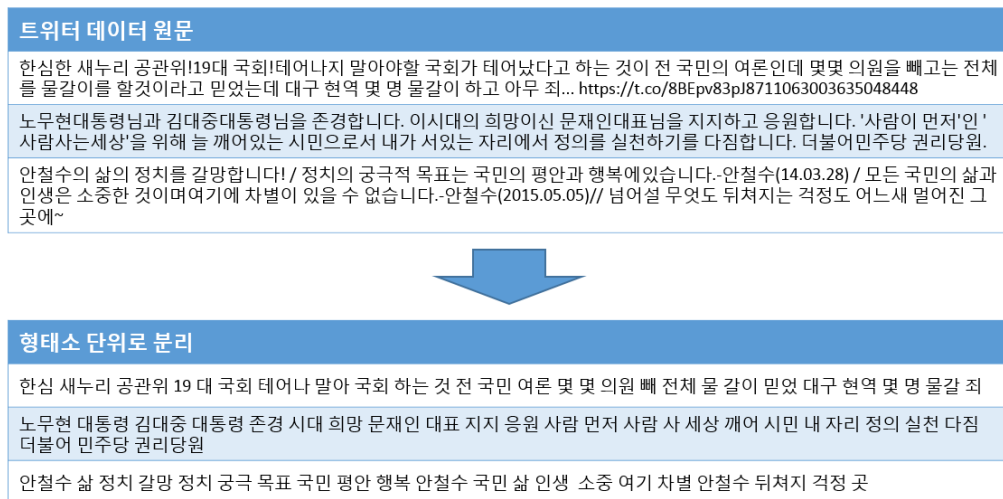 트위터 데이터 원문
한심한 새누리 공관위!19대 국회!테어나지 말아야할 국회가 테어났다고 하는 것이 전 국민의 여론인데 몇몇 의원을 빼고는 전체
를 물갈이를 할것이라고 믿었는데 대구 현역 몇 명 물갈이 하고 아무 죄... https://t.co/8BEpv83pJ8711063003635048448
노무현대통령님과 김대중대통령님을 존경합니다. 이시대의 희망이신 문재인대표님을 지지하고 응원합니다. '사람이 먼저'인 '
사람사는세상'을 위해 늘 깨어있는 시민으로서 내가 서있는 자리에서 정의를 실천하기를 다짐합니다. 더불어민주당 권리당원.
안철수의 삶의 정치를 갈망합니다! / 정치의 궁극적 목표는 국민의 평안과 행복에있습니다.-안철수(14.03.28) / 모든 국민의 삶과
인생은 소중한 것이며여기에 차별이 있을 수 없습니다.-안철수(2015.05.05)// 넘어설 무엇도 뒤쳐지는 걱정도 어느새 멀어진 그
곳에~
형태소 단위로 분리
한심 새누리 공관위 19 대 국회 테어나 말아 국회 하는 것 전 국민 여론 몇 몇 의원 빼 전체 물 갈이 믿었 대구 현역 몇 명 물갈 죄
노무현 대통령 김대중 대통령 존경 시대 희망 문재인 대표 지지 응원 사람 먼저 사람 사 세상 깨어 시민 내 자리 정의 실천 다짐
더불어 민주당 권리당원
안철수 삶 정치 갈망 정치 궁극 목표 국민 평안 행복 안철수 국민 삶 인생 소중 여기 차별 안철수 뒤쳐지 걱정 곳